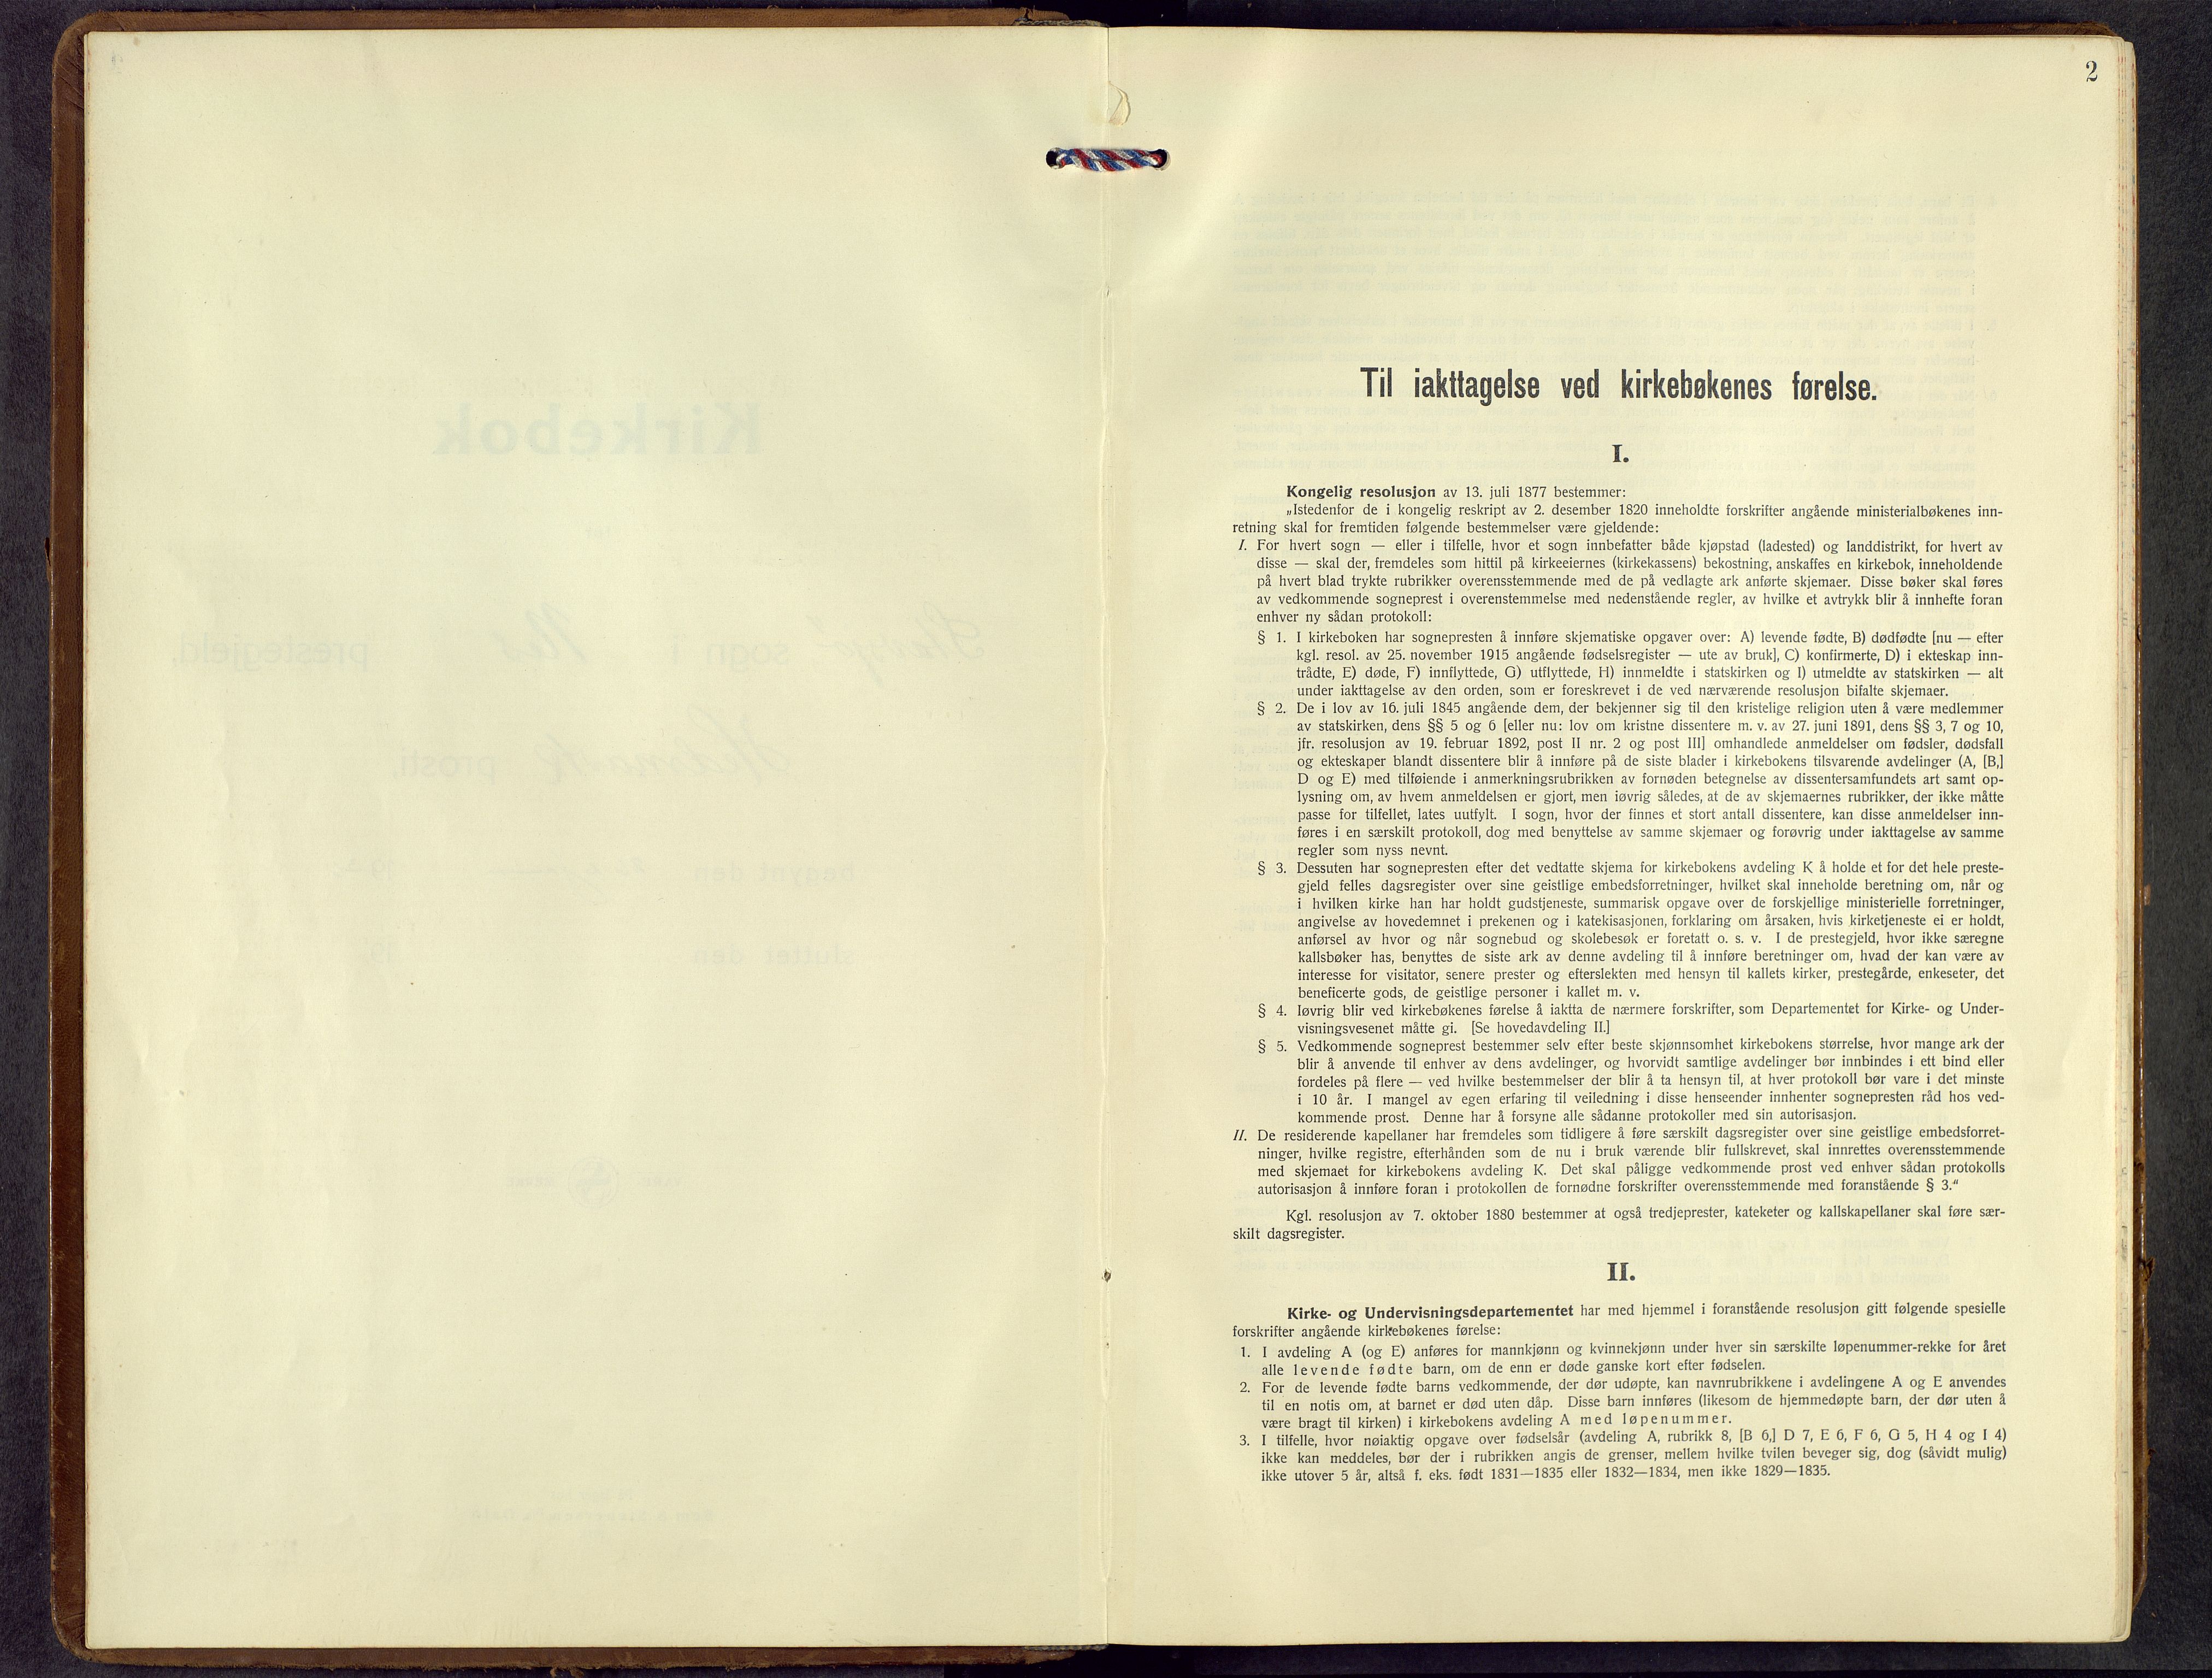 2
Til iakttagelse ved kirkebøkenes førelse.
I.
Kongelig resolusjon av 13. juli 1877 bestemmer:
„Istedenfor de i kongelig reskript av 2. desember 1820 inneholdte forskrifter angående ministerialbøkenes inn-
retning skal for fremtiden følgende bestemmelser være gjeldende:
I. For hvert sogn — eller i tilfelle, hvor et sogn innbefatter både kjøpstad (ladested) og landdistrikt, for hvert av
disse — skal der, fremdeles som hittil på kirkeeiernes (kirkekassens) bekostning, anskaffes en kirkebok, inneholdende
på hvert blad trykte rubrikker overensstemmende med de på vedlagte ark anførte skjemaer. Disse bøker skal føres
av vedkommende sogneprest i overenstemmelse med nedenstående regler, av hvilke et avtrykk blir å innhefte foran
enhver ny sådan protokoll:
§ 1. I kirkeboken har sognepresten å innføre skjematiske opgaver over: A) levende fødte, B) dødfødte [nu — efter
kgl. resol. av 25. november 1915 angående fødselsregister — ute av bruk], C) konfirmerte, D) i ekteskap inn-
trådte, E) døde, F) innflyttede, G) utflyttede, H) innmeldte i statskirken og I) utmeldte av statskirken — alt
under iakttagelse av den orden, som er foreskrevet i de ved nærværende resolusjon bifalte skjemaer.
§ 2. De i lov av 16. juli 1845 angående dem, der bekjenner sig til den kristelige religion uten å være medlemmer
av statskirken, dens §§ 5 og 6 [eller nu: lov om kristne dissentere m. v. av 27. juni 1891, dens §§ 3, 7 og 10,
jfr. resolusjon av 19. februar 1892, post II nr. 2 og post III] omhandlede anmeldelser om fødsler, dødsfall
og ekteskaper blandt dissentere blir å innføre på de siste blader i kirkebokens tilsvarende avdelinger (A, [B,]
D og E) med tilføiende i anmerkningsrubrikken av fornøden betegnelse av dissentersamfundets art samt op-
lysning om, av hvem anmeldelsen er gjort, men iøvrig således, at de av skjemaernes rubrikker, der ikke måtte
passe for tilfellet, lates uutfylt. I sogn, hvor der finnes et stort antall dissentere, kan disse anmeldelser inn-
føres i en særskilt protokoll, dog med benyttelse av samme skjemaer og forøvrig under iakttagelse av samme
regler som nyss nevnt.
§ 3. Dessuten har sognepresten efter det vedtatte skjema for kirkebokens avdeling K å holde et for det hele preste-
gjeld felles dagsregister over sine geistlige embedsforretninger, hvilket skal inneholde beretning om, når og
i hvilken kirke han har holdt gudstjeneste, summarisk opgave over de forskjellige ministerielle forretninger,
angivelse av hovedemnet i prekenen og i katekisasjonen, forklaring om årsaken, hvis kirketjeneste ei er holdt,
anførsel av hvor og når sognebud og skolebesøk er foretatt o. s. v. I de prestegjeld, hvor ikke særegne
kallsbøker has, benyttes de siste ark av denne avdeling til å innføre beretninger om, hvad der kan være av
interesse for visitator, senere prester og efterslekten med hensyn til kallets kirker, prestegårde, enkeseter, det
beneficerte gods, de geistlige personer i kallet m. v.
§ 4. Iøvrig blir ved kirkebøkenes førelse å iaktta de nærmere forskrifter, som Departementet for Kirke- og Under-
visningsvesenet måtte gi. [Se hovedavdeling II.]
§ 5. Vedkommende sogneprest bestemmer selv efter beste skjønnsomhet kirkebokens størrelse, hvor mange ark der
blir å anvende til enhver av dens avdelinger, og hvorvidt samtlige avdelinger bør innbindes i ett bind eller
fordeles på flere — ved hvilke bestemmelser der blir å ta hensyn til, at hver protokoll bør vare i det minste
i 10 år. I mangel av egen erfaring til veiledning i disse henseender innhenter sognepresten råd hos ved-
kommende prost. Denne har å forsyne alle sådanne protokoller med sin autorisasjon.
II. De residerende kapellaner har fremdeles som tidligere å føre særskilt dagsregister over sine geistlige embedsforret-
ninger, hvilke registre, efterhånden som de nu i bruk værende blir fullskrevet, skal innrettes overensstemmende
med skjemaet for kirkebokens avdeling K. Det skal påligge vedkommende prost ved enhver sådan protokolls
autorisasjon å innføre foran i protokollen de fornødne forskrifter overensstemmende med foranstående § 3.“
Kgl. resolusjon av 7. oktober 1880 bestemmer at også tredjeprester, kateketer og kallskapellaner skal føre sær-
skilt dagsregister.
II.
Kirke- og Undervisningsdepartementet har med hjemmel i foranstående resolusjon gitt følgende spesielle
forskrifter angående kirkebøkenes førelse:
1. I avdeling A (og E) anføres for mannkjønn og kvinnekjønn under hver sin særskilte løpenummer-rekke for året
alle levende fødte barn, om de enn er døde ganske kort efter fødselen.
2. For de levende fødte barns vedkommende, der dør udøpte, kan navnrubrikkene i avdelingene A og E anvendes
til en notis om, at barnet er død uten dåp. Disse barn innføres (likesom de hjemmedøpte barn, der dør uten å
være bragt til kirken) i kirkebokens avdeling A med løpenummer.
3. I tilfelle, hvor nøiaktig opgave over fødselsår (avdeling A, rubrikk 8, [B 6,] D 7, E 6, F 6, G 5, H 4 og I 4)
ikke kan meddeles, bør der i rubrikken angis de grenser, mellem hvilke tvilen beveger sig, dog (såvidt mulig)
ikke utover 5 år, altså f. eks. født 1831—1835 eller 1832—1834, men ikke 1829—1835.